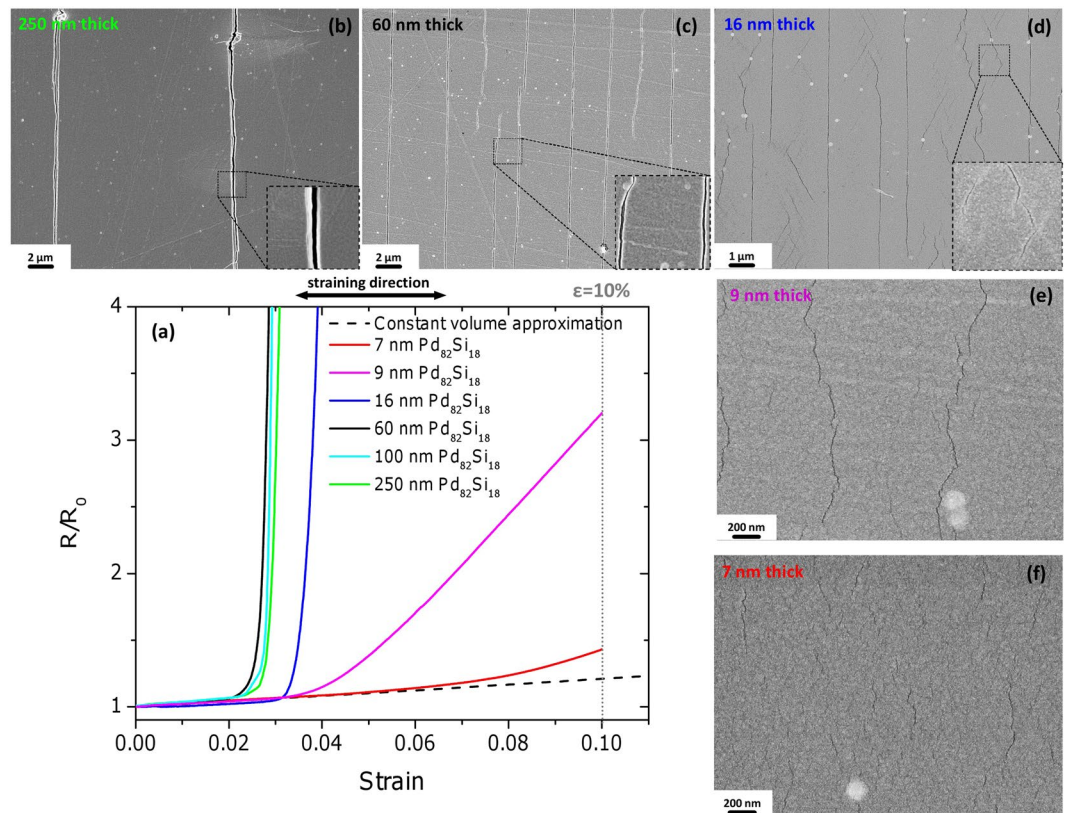 250 nm thick
(b)
2 µm
60 nm thick
(c)
2 µm
16 nm thick
(d)
1 µm
straining direction
ε=10%
(a)
Constant volume approximation
7 nm Pd82Si18
9 nm Pd82Si18
16 nm Pd82Si18
60 nm Pd82Si18
100 nm Pd82Si18
250 nm Pd82Si18
4
3
2
1
R/R0
0.00 0.02 0.04 0.06 0.08 0.10
Strain
9 nm thick
(e)
200 nm
7 nm thick
(f)
200 nm